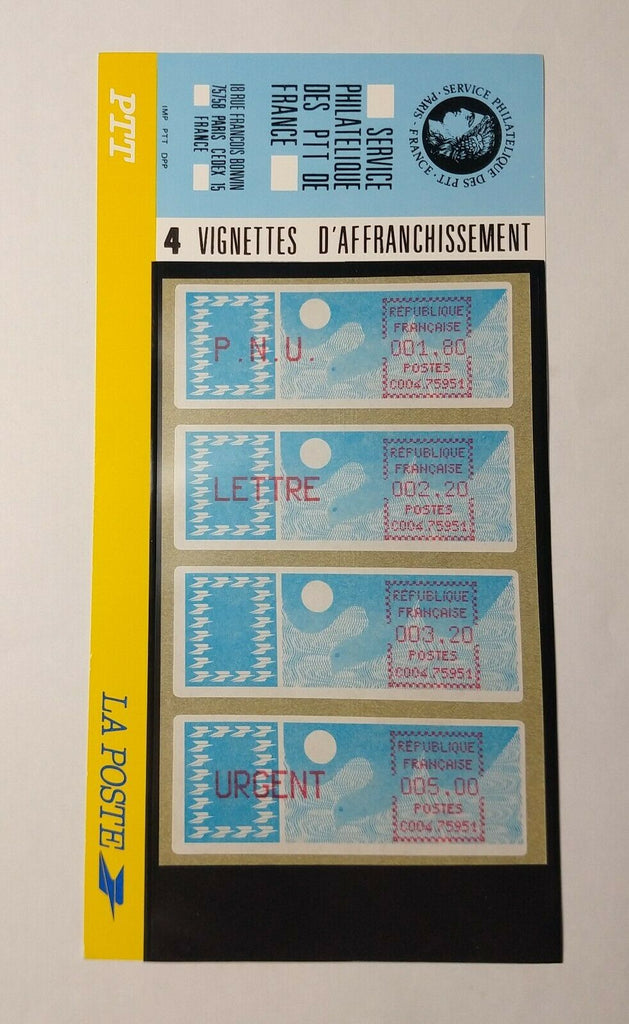 PTT
LA POSTE
IMP PTT DPP
SERVICE PHILATELIQUE DES PTT · PARIS · FRANCE ·
SERVICE
PHILATELIQUE
DES PTT DE
FRANCE
18 RUE FRANCOIS BONVIN
75758 PARIS CEDEX 15
FRANCE
4 VIGNETTES D'AFFRANCHISSEMENT
P.N.U.
RÉPUBLIQUE
FRANÇAISE
001.80
POSTES
C004.75951
LETTRE
RÉPUBLIQUE
FRANÇAISE
002.20
POSTES
C004.75951
RÉPUBLIQUE
FRANÇAISE
003.20
POSTES
C004.75951
URGENT
RÉPUBLIQUE
FRANÇAISE
005.00
POSTES
C004.75951